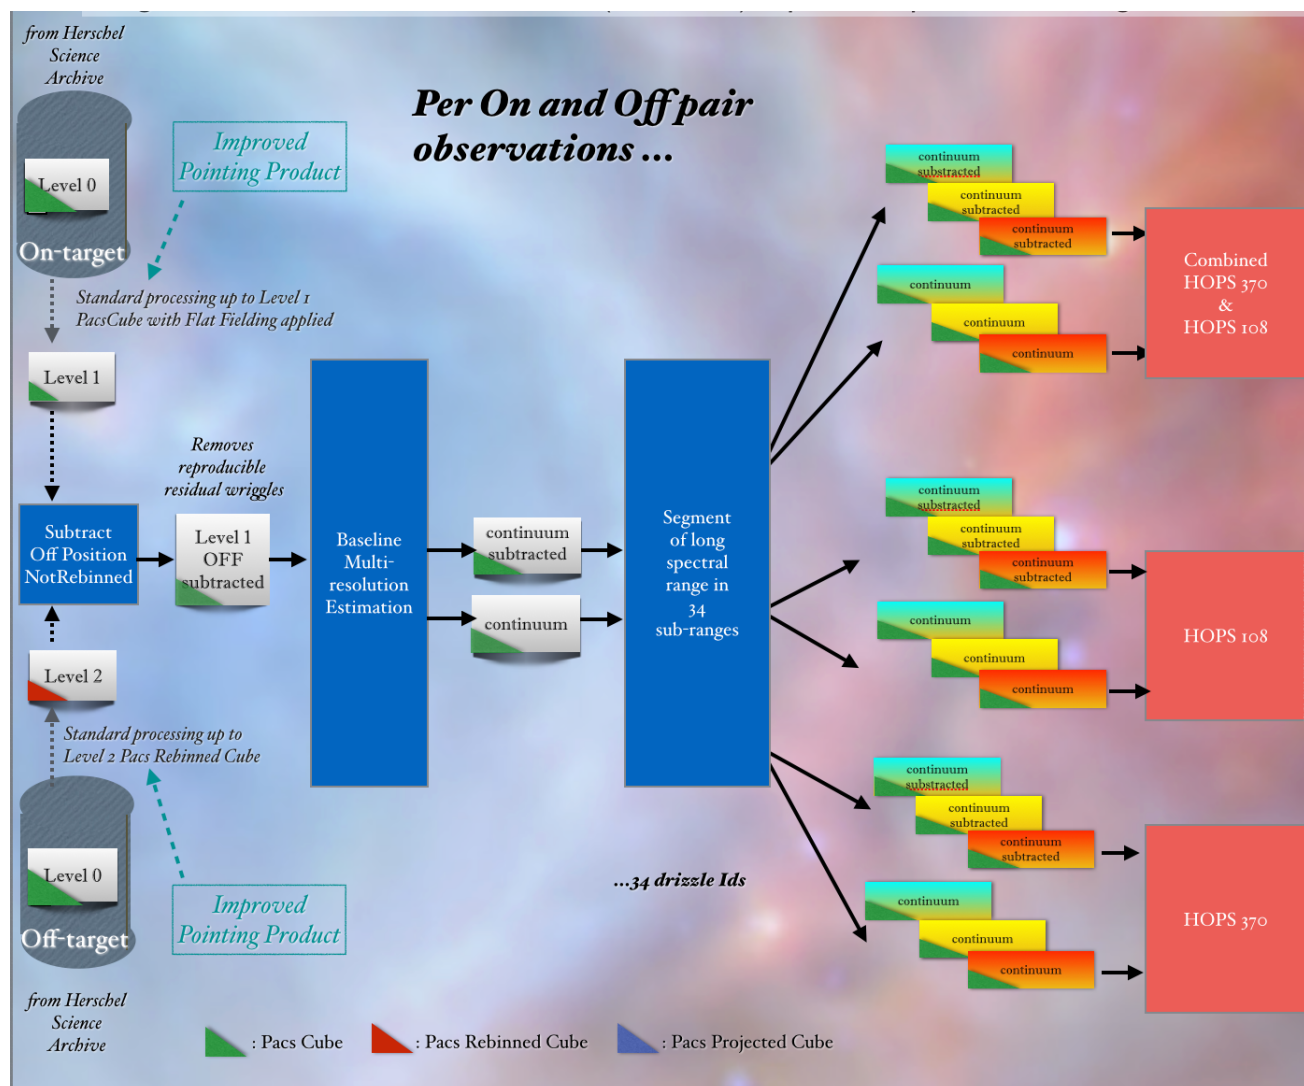 from Herschel
Science
Archive
Level 0
On-target
Improved
Pointing Product
Per On and Off pair
observations ...
Standard processing up to Level 1
PacsCube with Flat Fielding applied
Level 1
Removes
reproducible
residual wriggles
Subtract
Off Position
NotRebinned
Level 1
OFF
subtracted
Baseline
Multi-
resolution
Estimation
continuum
subtracted
continuum
Segment
of long
spectral
range in
34
sub-ranges
continuum
substracted
continuum
subtracted
continuum
subtracted
continuum
continuum
continuum
Combined
HOPS 370
&
HOPS 108
continuum
substracted
continuum
subtracted
continuum
subtracted
continuum
continuum
continuum
HOPS 108
continuum
substracted
continuum
subtracted
continuum
subtracted
continuum
continuum
continuum
HOPS 370
Level 2
Standard processing up to
Level 2 Pacs Rebinned Cube
Level 0
Off-target
Improved
Pointing Product
...34 drizzle Ids
from Herschel
Science
Archive
: Pacs Cube
: Pacs Rebinned Cube
: Pacs Projected Cube